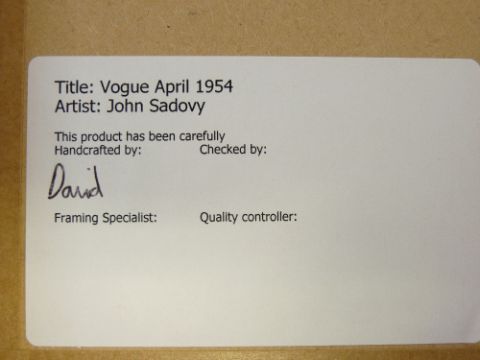 Title: Vogue April 1954
Artist: John Sadovy
This product has been carefully
Handcrafted by: Checked by:
David
Framing Specialist: Quality controller: